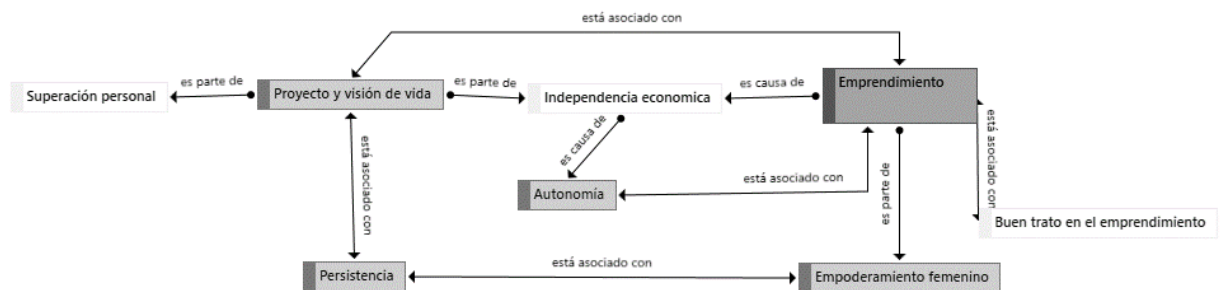 está asociado con
es parte de
Superación personal
Proyecto y visión de vida
es parte de
Independencia economica
es causa de
Emprendimiento
está asociado con
es causa de
está asociado con
Autonomía
está asociado con
es parte de
Buen trato en el emprendimiento
Persistencia
está asociado con
Empoderamiento femenino